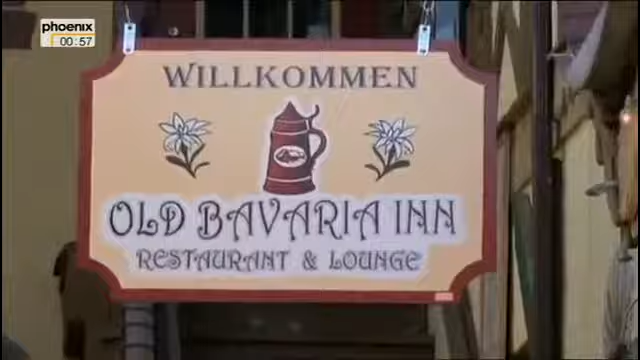 phoenix
00:57
WILLKOMMEN
OLD BAVARIA INN
RESTAURANT & LOUNGE